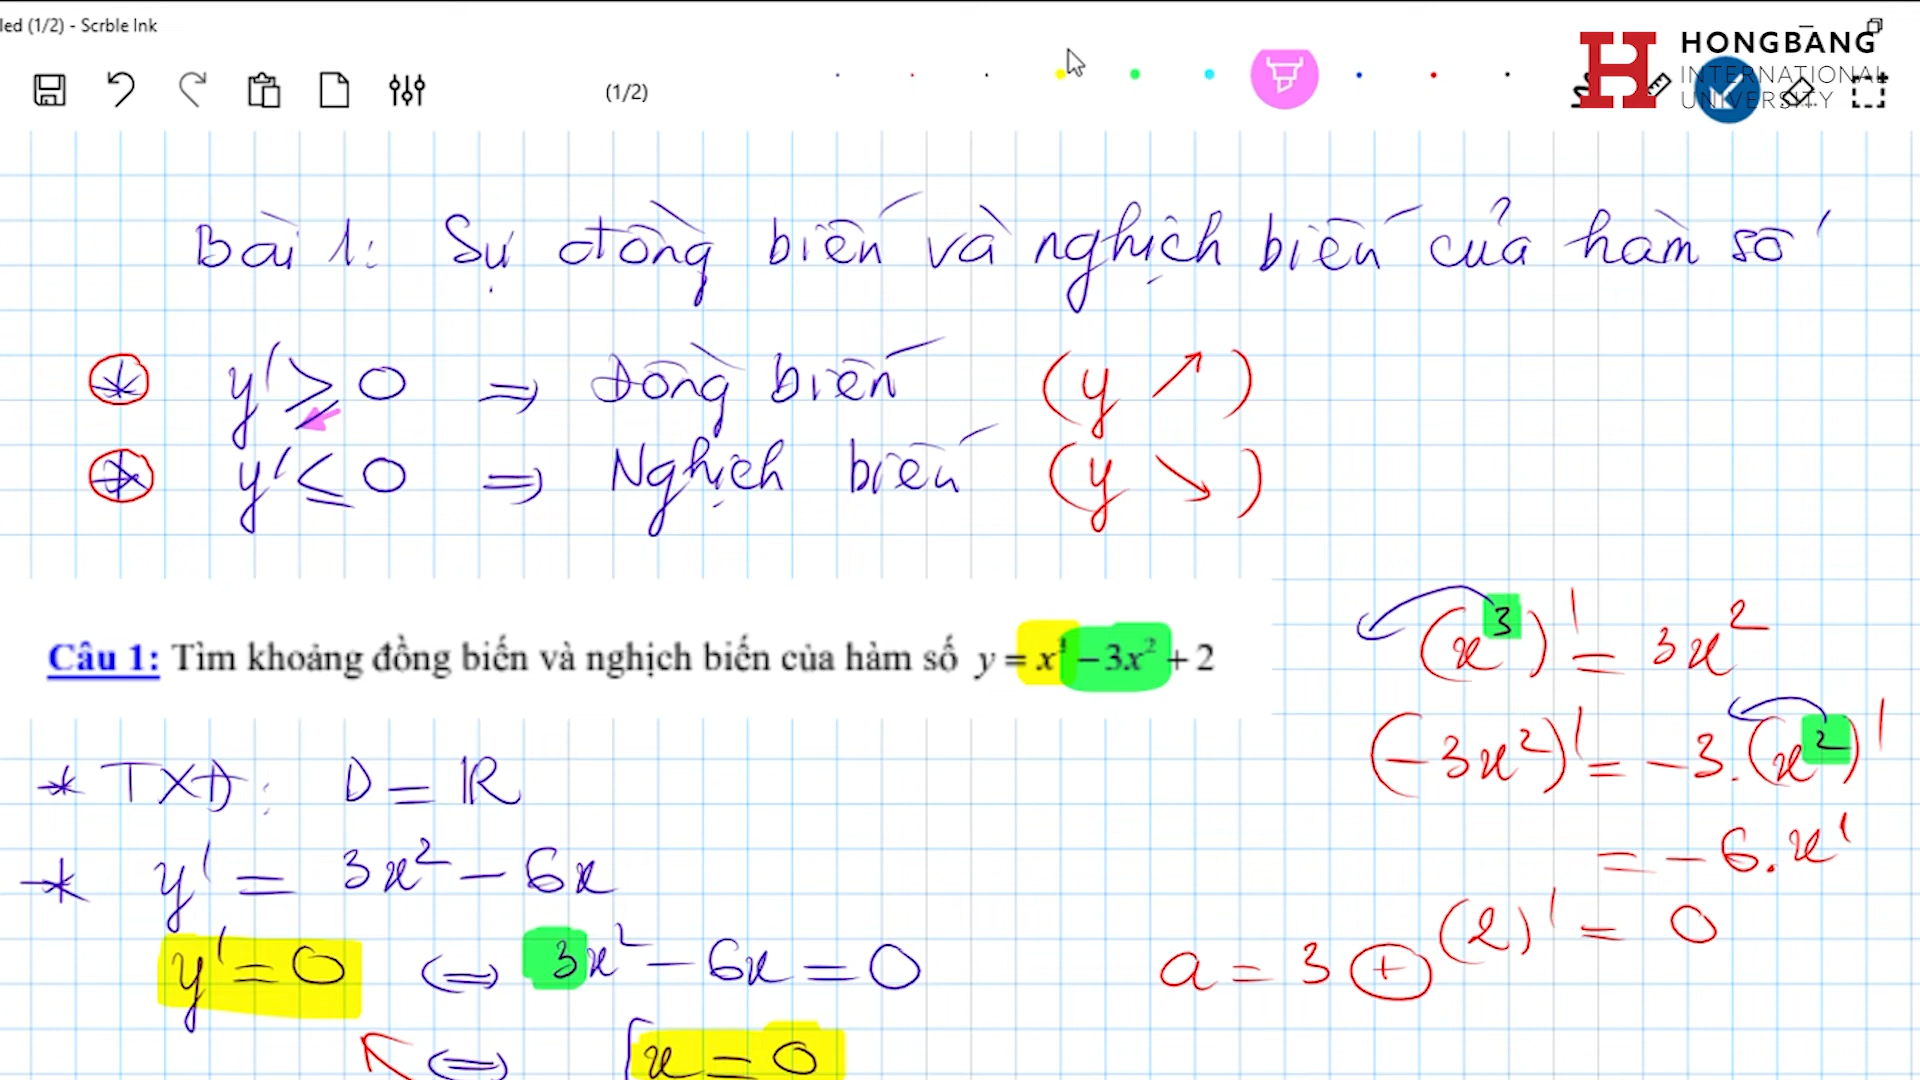 led (1/2) - Scrble Ink
(1/2)
HONGBANG
INTERNATIONAL
UNIVERSITY
Bài 1: Sự đồng biến và nghịch biến của hàm số
* y' ≥ 0 ⇒ Đồng biến (y ↗)
* y' ≤ 0 ⇒ Nghịch biến (y ↘)
Câu 1: Tìm khoảng đồng biến và nghịch biến của hàm số y = x³ − 3x² + 2
(x³)' = 3x²
(−3x²)' = −3.(x²)'
= −6.x'
(2)' = 0
* TXĐ: D = ℝ
* y' = 3x² − 6x
y' = 0 ⇔ 3x² − 6x = 0
a = 3 +
⇔ [x = 0